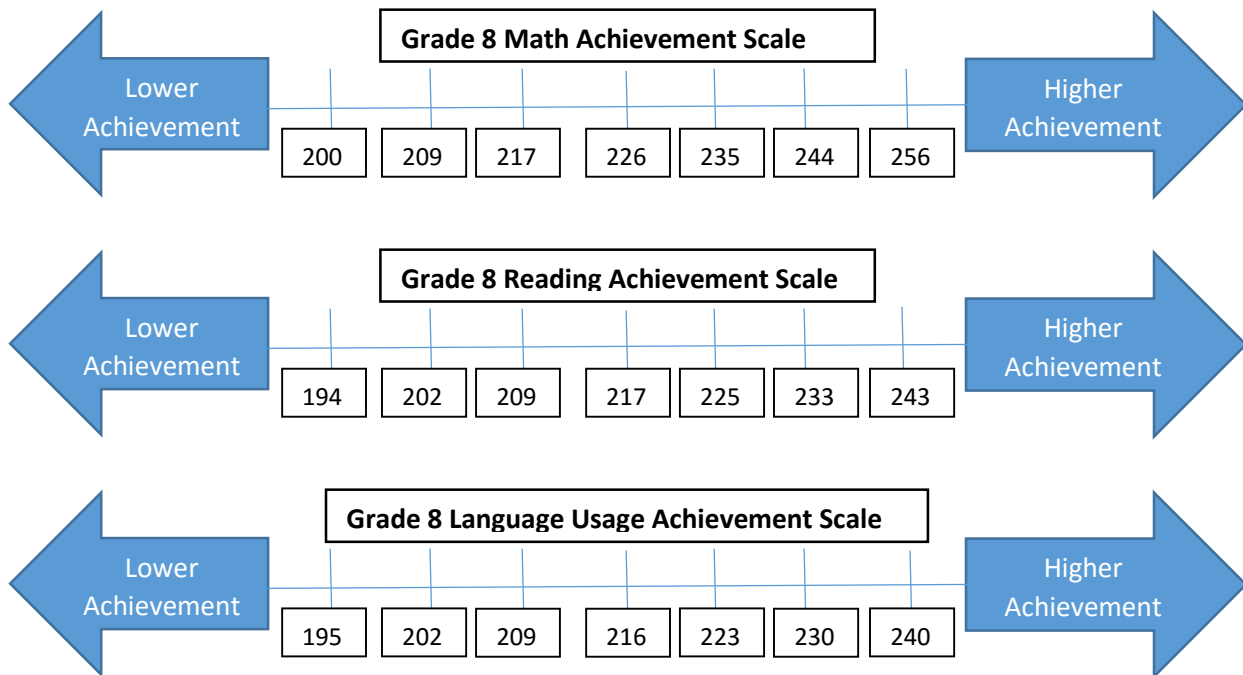 Grade 8 Math Achievement Scale
Lower
Achievement
Higher
Achievement
200 209 217 226 235 244 256
Grade 8 Reading Achievement Scale
Lower
Achievement
Higher
Achievement
194 202 209 217 225 233 243
Grade 8 Language Usage Achievement Scale
Lower
Achievement
Higher
Achievement
195 202 209 216 223 230 240